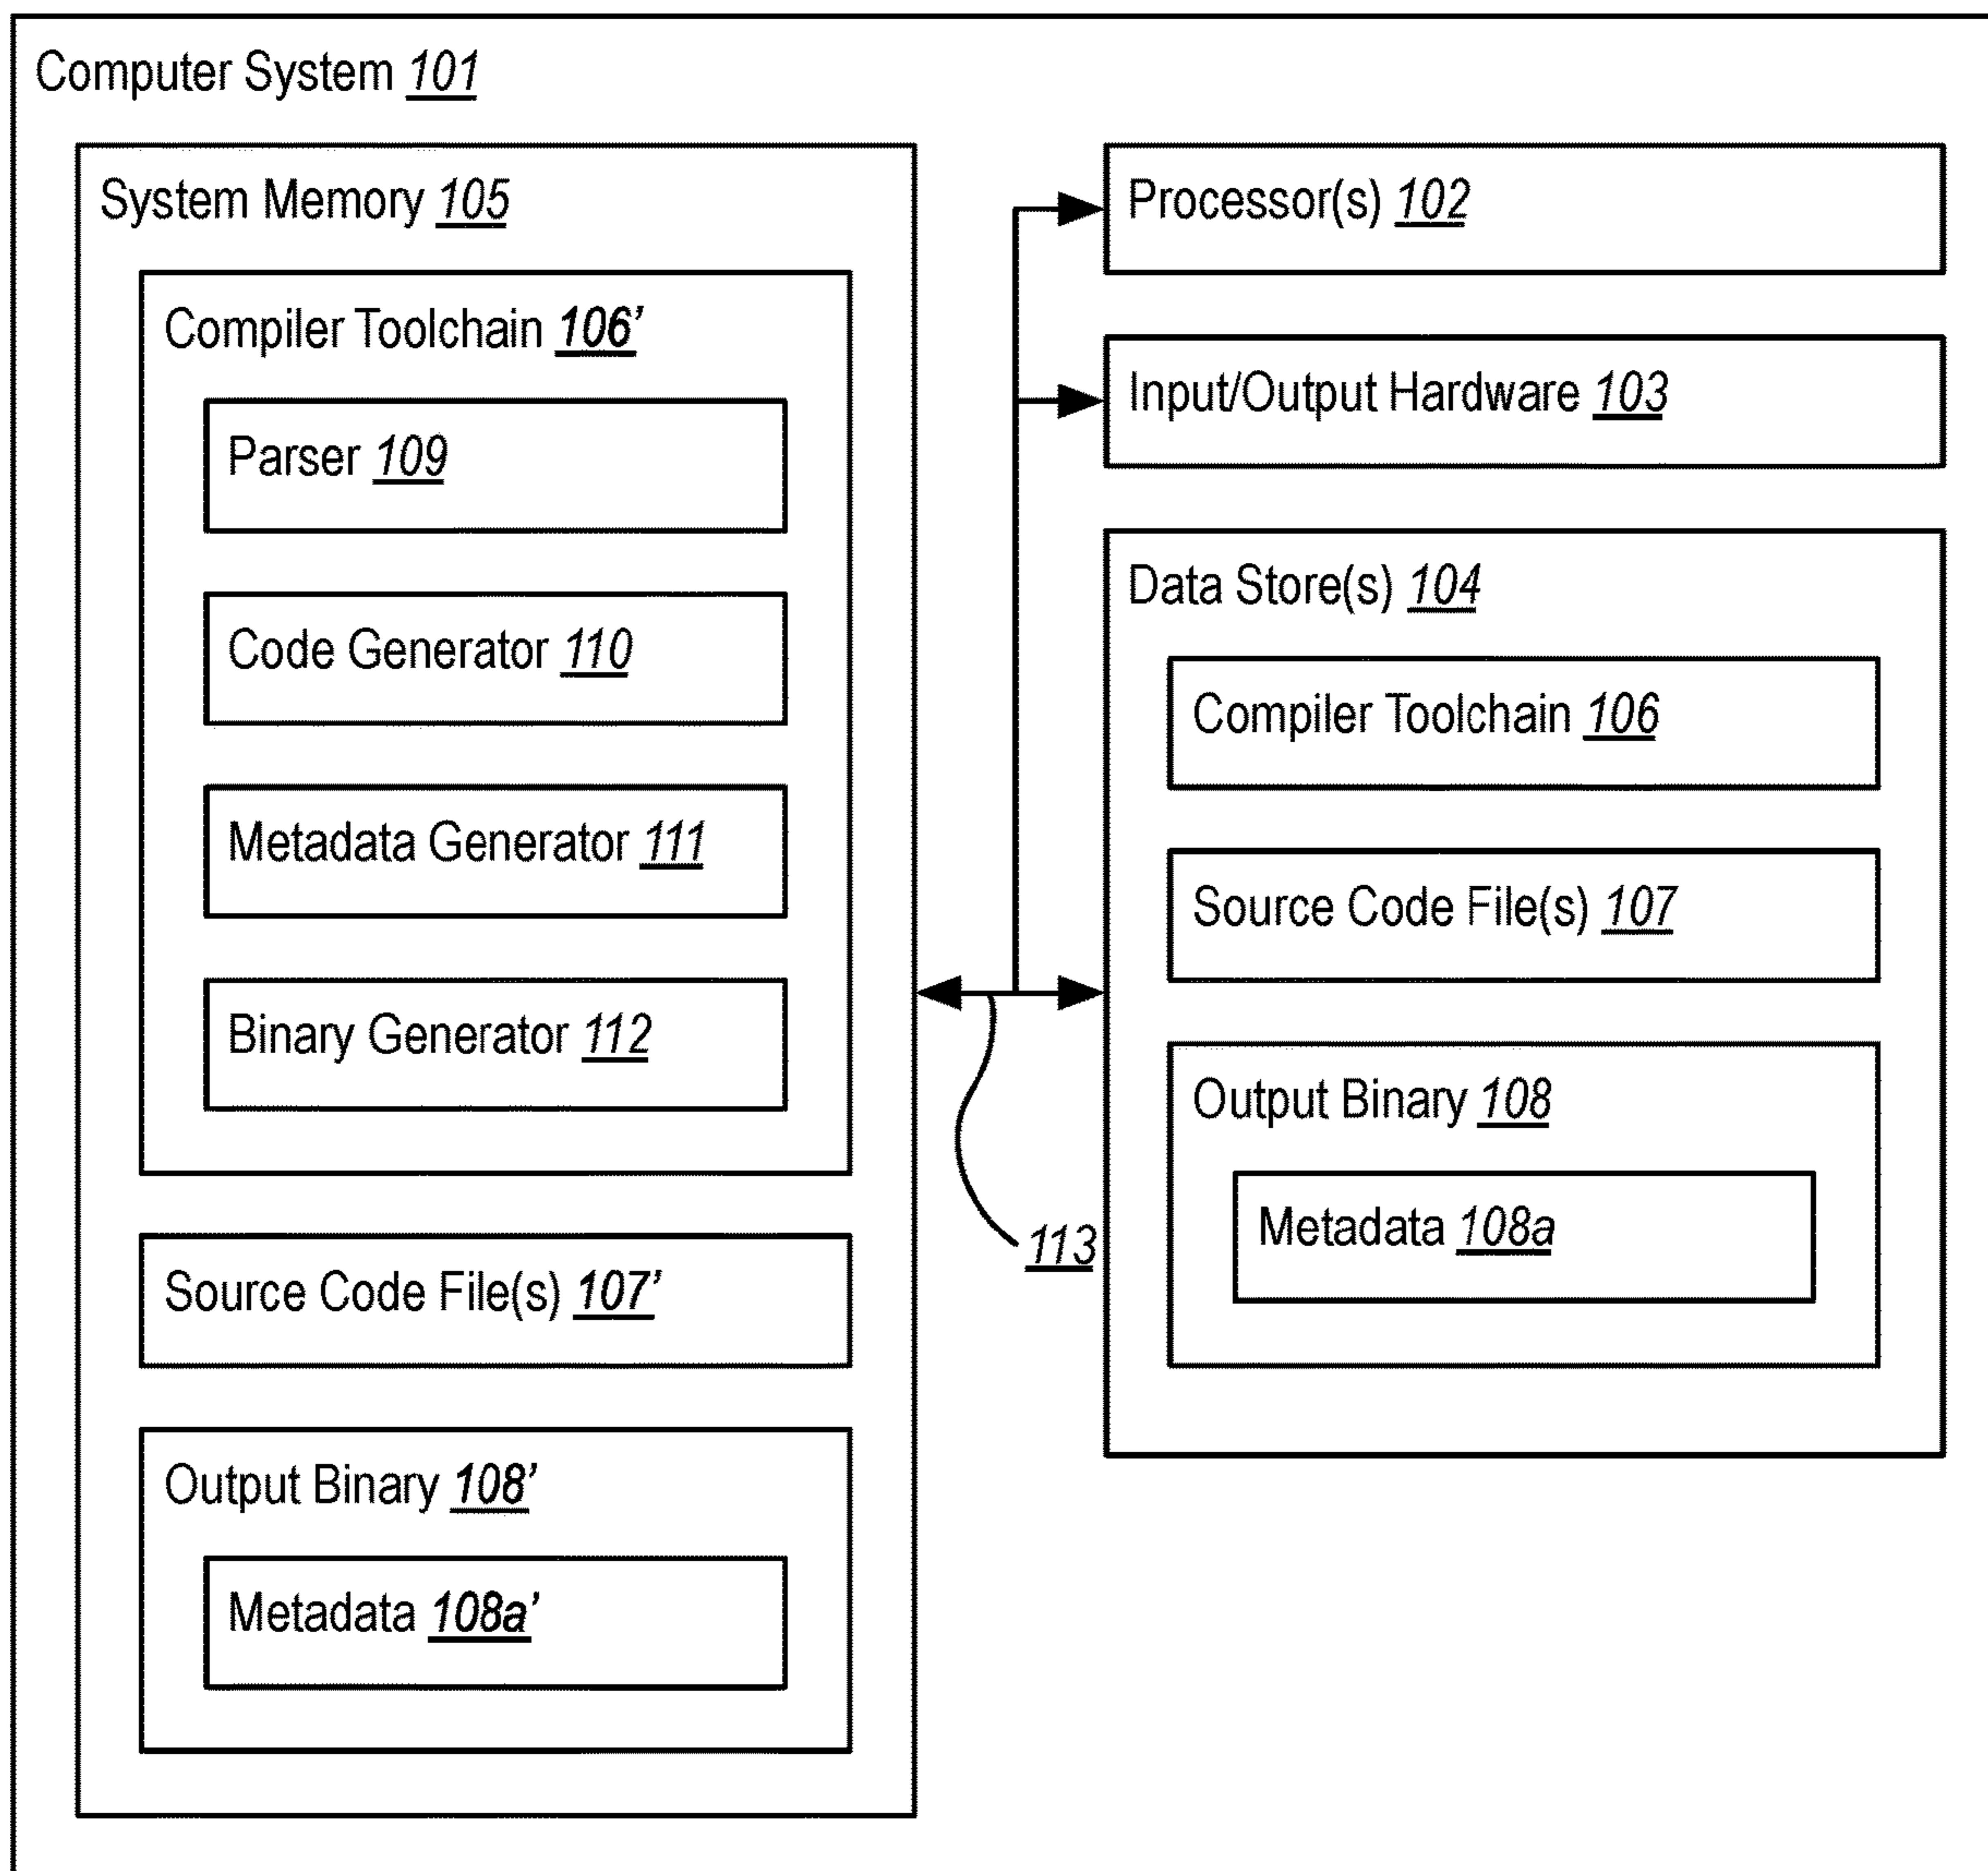 Computer System 101
System Memory 105
Compiler Toolchain 106’
Parser 109
Code Generator 110
Metadata Generator 111
Binary Generator 112
Source Code File(s) 107’
Output Binary 108’
Metadata 108a’
Processor(s) 102
Input/Output Hardware 103
Data Store(s) 104
Compiler Toolchain 106
Source Code File(s) 107
Output Binary 108
Metadata 108a
113